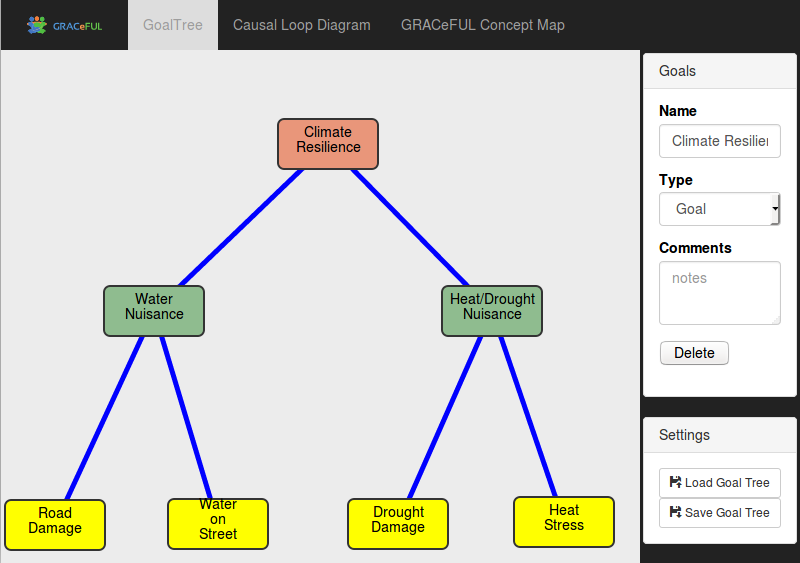 GRACeFUL
GoalTree
Causal Loop Diagram
GRACeFUL Concept Map
Climate
Resilience
Water
Nuisance
Heat/Drought
Nuisance
Road
Damage
Water
on
Street
Drought
Damage
Heat
Stress
Goals
Name
Climate Resilier
Type
Goal
Comments
notes
Delete
Settings
Load Goal Tree
Save Goal Tree